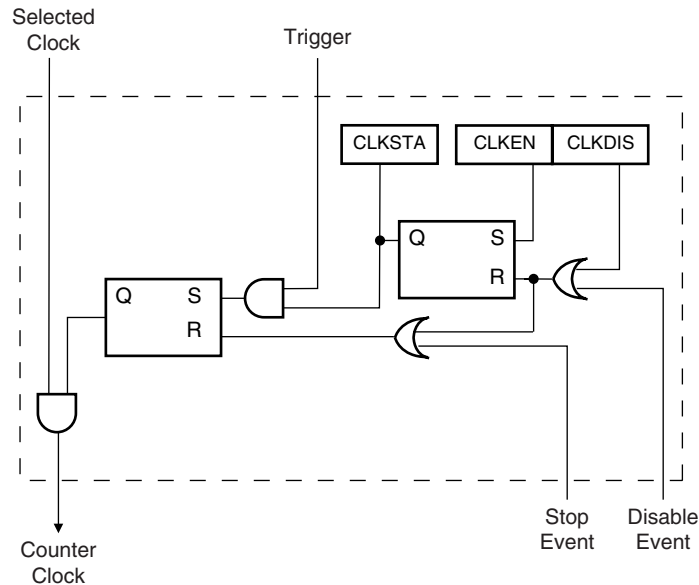 Selected
Clock
Trigger
CLKSTA
CLKEN
CLKDIS
Q
S
R
Q
S
R
Stop
Event
Disable
Event
Counter
Clock